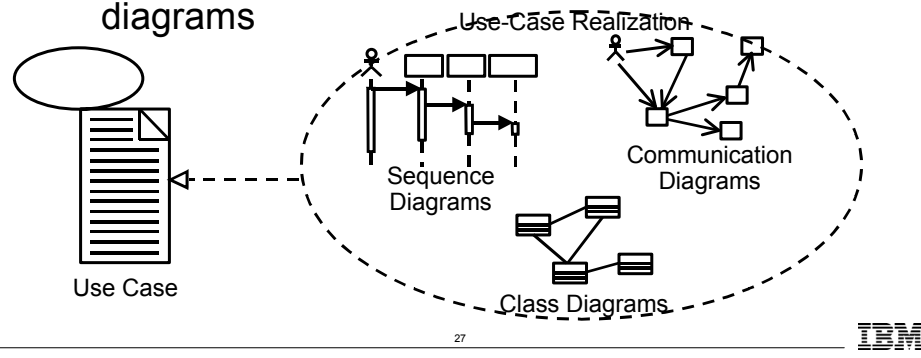 diagrams
Use-Case Realization
Sequence
Diagrams
Communication
Diagrams
Class Diagrams
Use Case
27
IBM